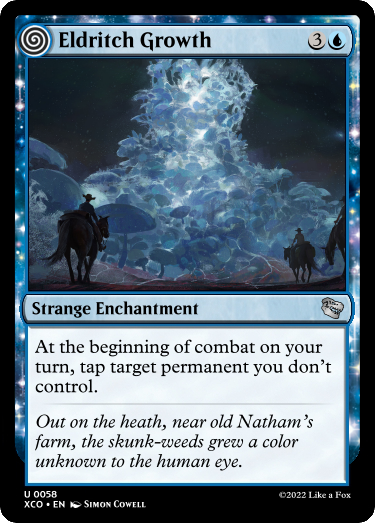 Eldritch Growth 3
Strange Enchantment
At the beginning of combat on your
turn, tap target permanent you don't
control.
Out on the heath, near old Natham's
farm, the skunk-weeds grew a color
unknown to the human eye.
U 0058
XCO • EN Simon Cowell
©2022 Like a Fox